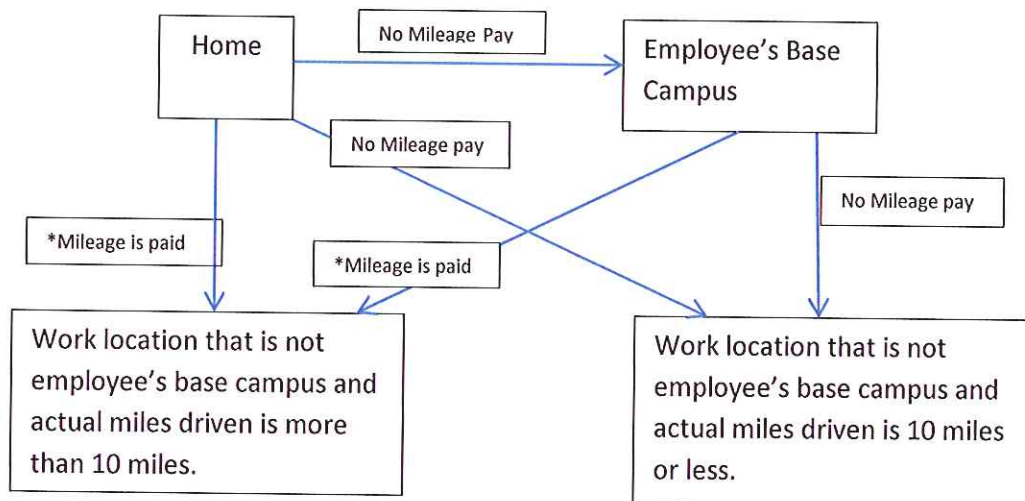 Home
No Mileage Pay
Employee's Base
Campus
No Mileage pay
No Mileage pay
*Mileage is paid
*Mileage is paid
Work location that is not
employee's base campus and
actual miles driven is more
than 10 miles.
Work location that is not
employee's base campus and
actual miles driven is 10 miles
or less.